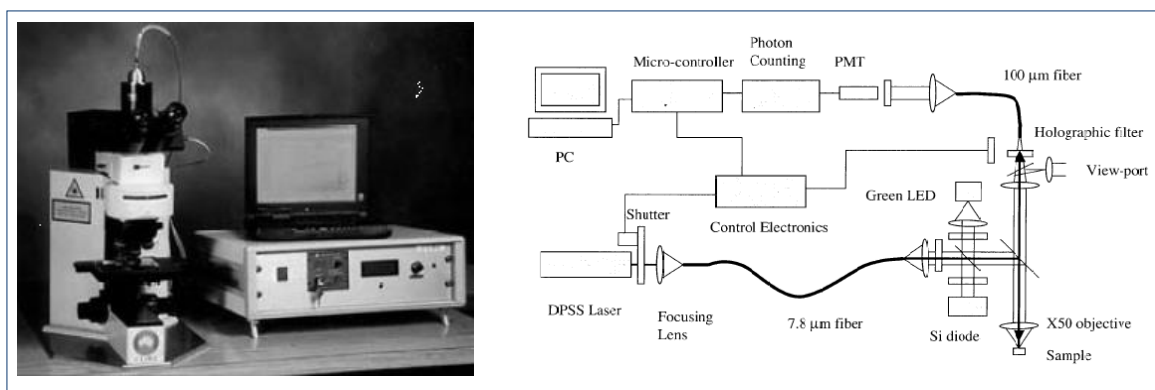 Micro-controller
Photon
Counting
PMT
100 μm fiber
PC
Holographic filter
View-port
Green LED
Shutter
Control Electronics
DPSS Laser
Focusing
Lens
7.8 μm fiber
Si diode
X50 objective
Sample